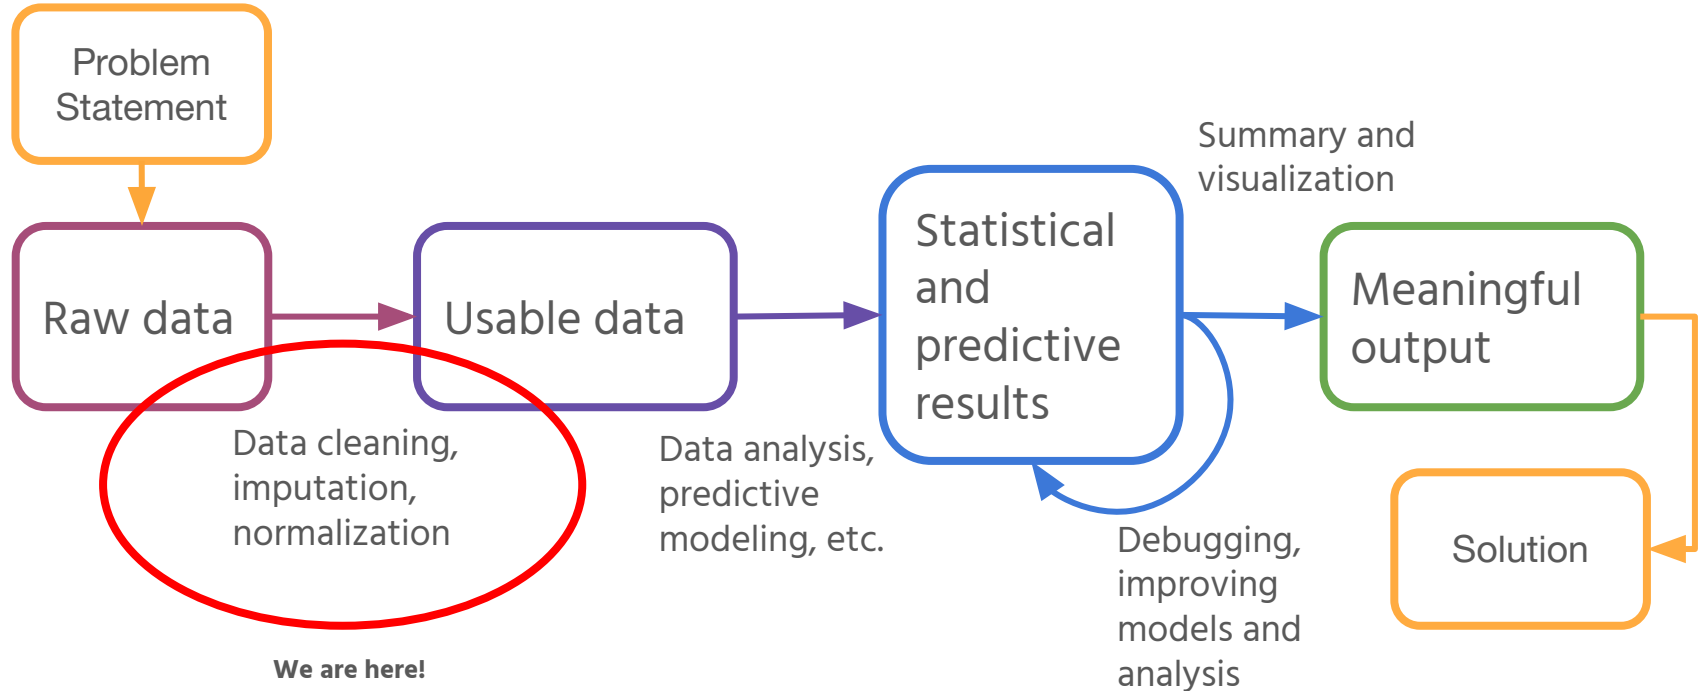 Problem
Statement
Raw data
Data cleaning,
imputation,
normalization
We are here!
Usable data
Data analysis,
predictive
modeling, etc.
Statistical
and
predictive
results
Debugging,
improving
models and
analysis
Summary and
visualization
Meaningful
output
Solution